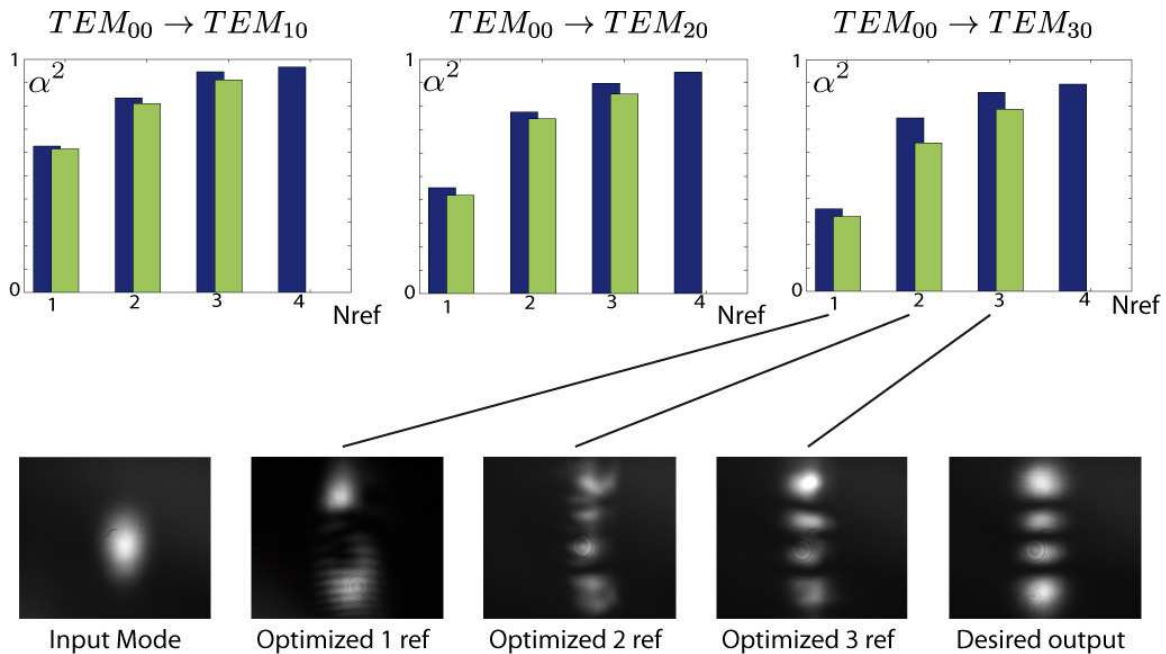 TEM₀₀ → TEM₁₀
TEM₀₀ → TEM₂₀
TEM₀₀ → TEM₃₀
1
α²
0
1
2
3
4
Nref
1
α²
0
1
2
3
4
Nref
1
α²
0
1
2
3
4
Nref
Input Mode
Optimized 1 ref
Optimized 2 ref
Optimized 3 ref
Desired output